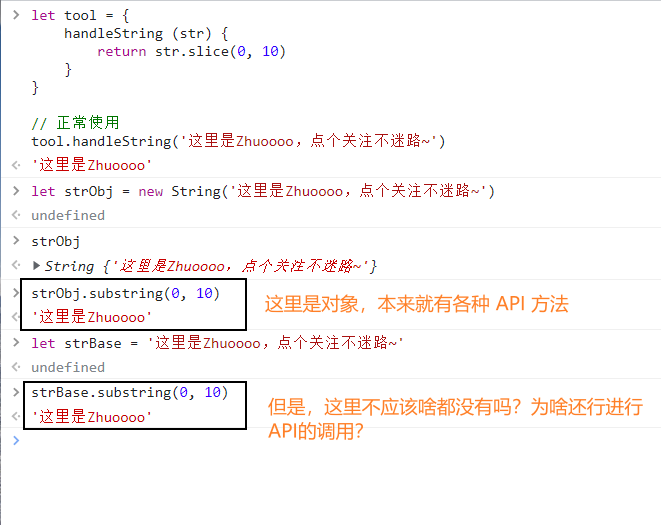 let tool = {
handleString (str) {
return str.slice(0, 10)
}
}
// 正常使用
tool.handleString('这里是Zhuoooo，点个关注不迷路~')
'这里是Zhuoooo'
let strObj = new String('这里是Zhuoooo，点个关注不迷路~')
undefined
strObj
String {'这里是Zhuoooo，点个关注不迷路~'}
strObj.substring(0, 10)
'这里是Zhuoooo'
这里是对象，本来就有各种 API 方法
let strBase = '这里是Zhuoooo，点个关注不迷路~'
undefined
strBase.substring(0, 10)
'这里是Zhuoooo'
但是，这里不应该啥都没有吗？为啥还行进行
API的调用？